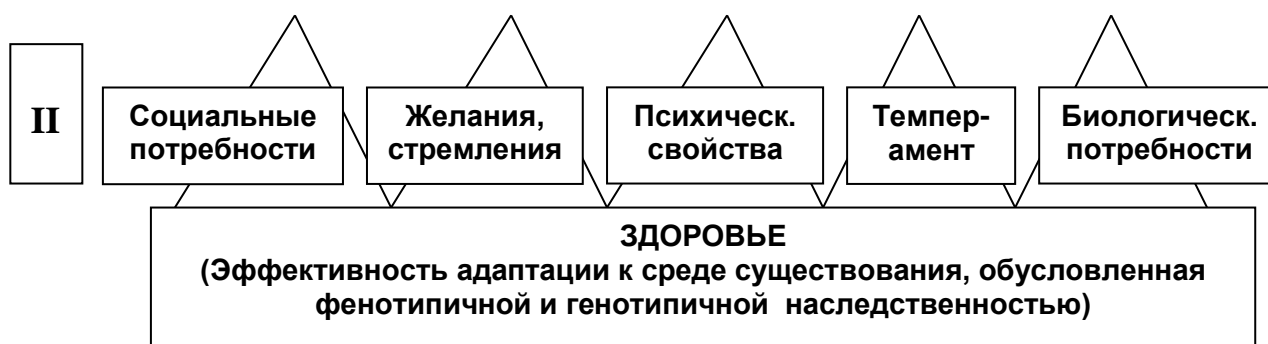 II
Социальные
потребности
Желания,
стремления
Психическ.
свойства
Темпер-
амент
Биологическ.
потребности
ЗДОРОВЬЕ
(Эффективность адаптации к среде существования, обусловленная
фенотипичной и генотипичной наследственностью)